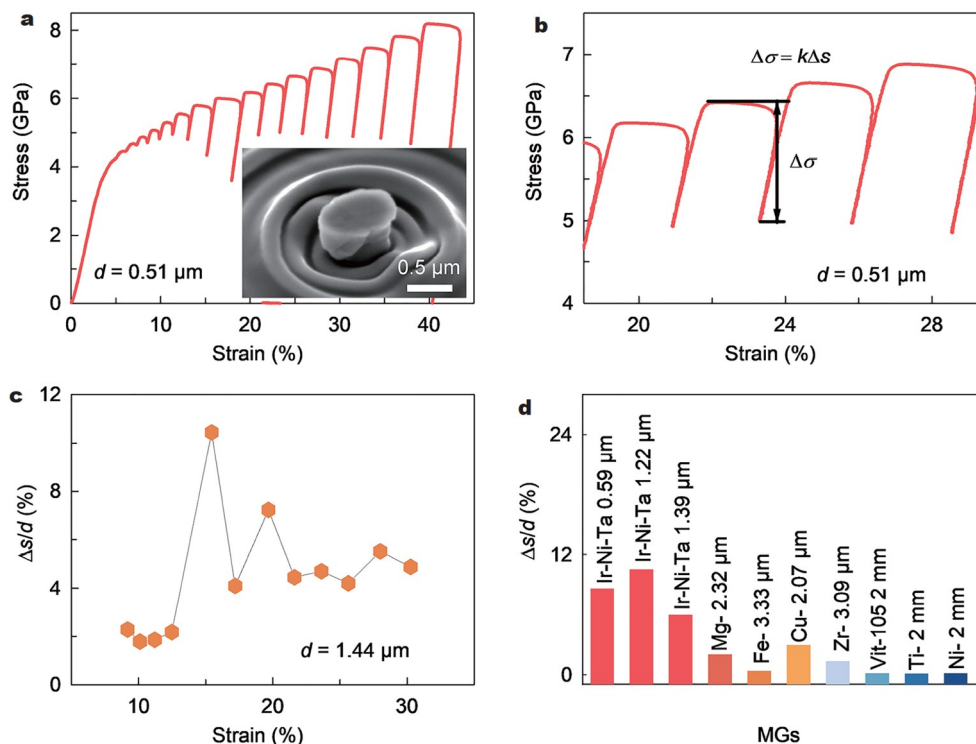 a
8
6
4
2
0
Stress (GPa)
d = 0.51 µm
0.5 µm
0 10 20 30 40
Strain (%)
b
7
6
5
4
Stress (GPa)
Δσ = kΔs
Δσ
d = 0.51 µm
20 24 28
Strain (%)
c
12
8
4
0
Δs/d (%)
d = 1.44 µm
10 20 30
Strain (%)
d
24
12
0
Δs/d (%)
Ir-Ni-Ta 0.59 µm
Ir-Ni-Ta 1.22 µm
Ir-Ni-Ta 1.39 µm
Mg- 2.32 µm
Fe- 3.33 µm
Cu- 2.07 µm
Zr- 3.09 µm
Vit-105 2 mm
Ti- 2 mm
Ni- 2 mm
MGs